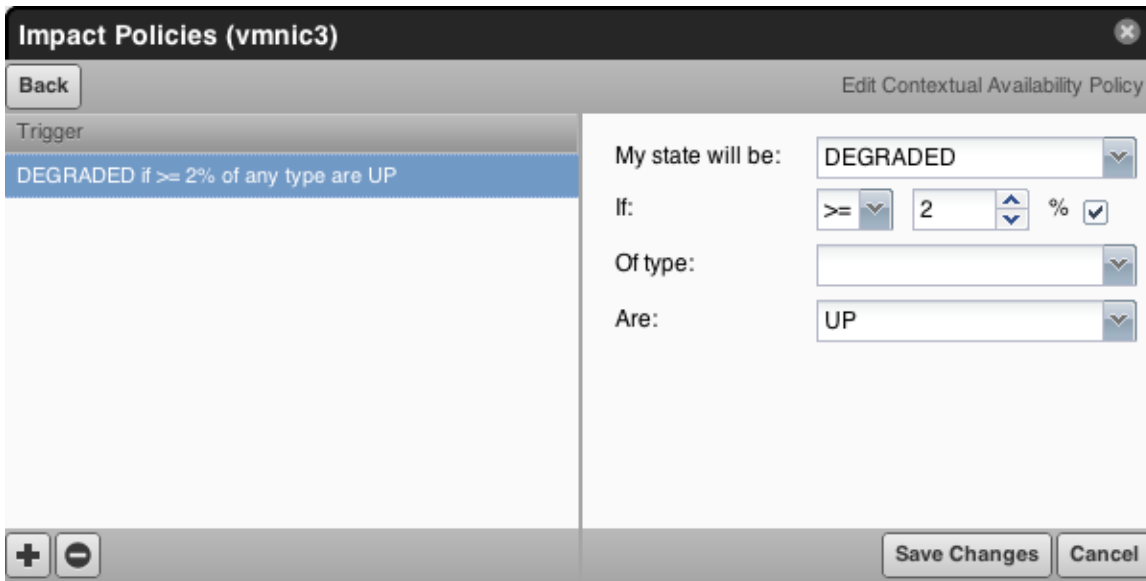 Impact Policies (vmnic3)
Back
Edit Contextual Availability Policy
Trigger
DEGRADED if >= 2% of any type are UP
My state will: be: DEGRADED
If: >= 2 %
Of type:
Are: UP
Save Changes Cancel